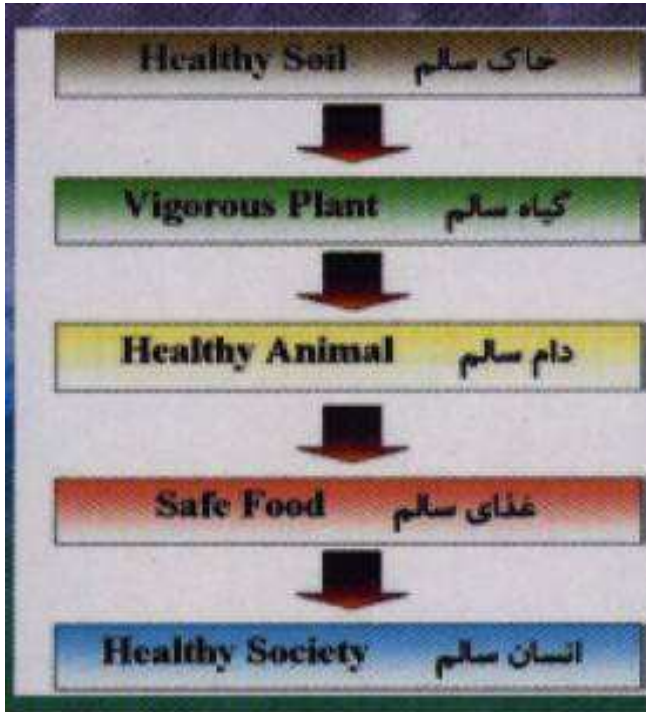 Healthy Soil خاک سالم
Vigorous Plant گیاه سالم
Healthy Animal دام سالم
Safe Food غذای سالم
Healthy Society انسان سالم